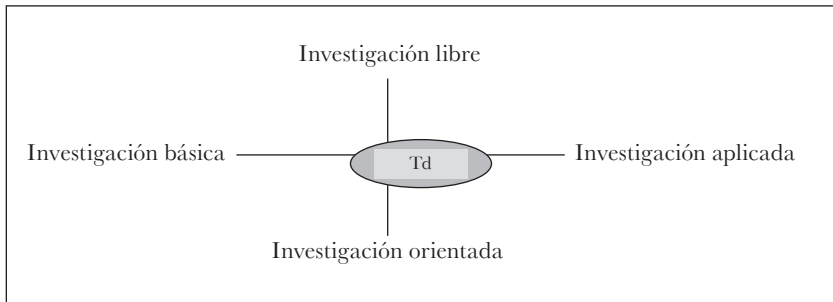 Investigación libre
Investigación básica
Td
Investigación aplicada
Investigación orientada